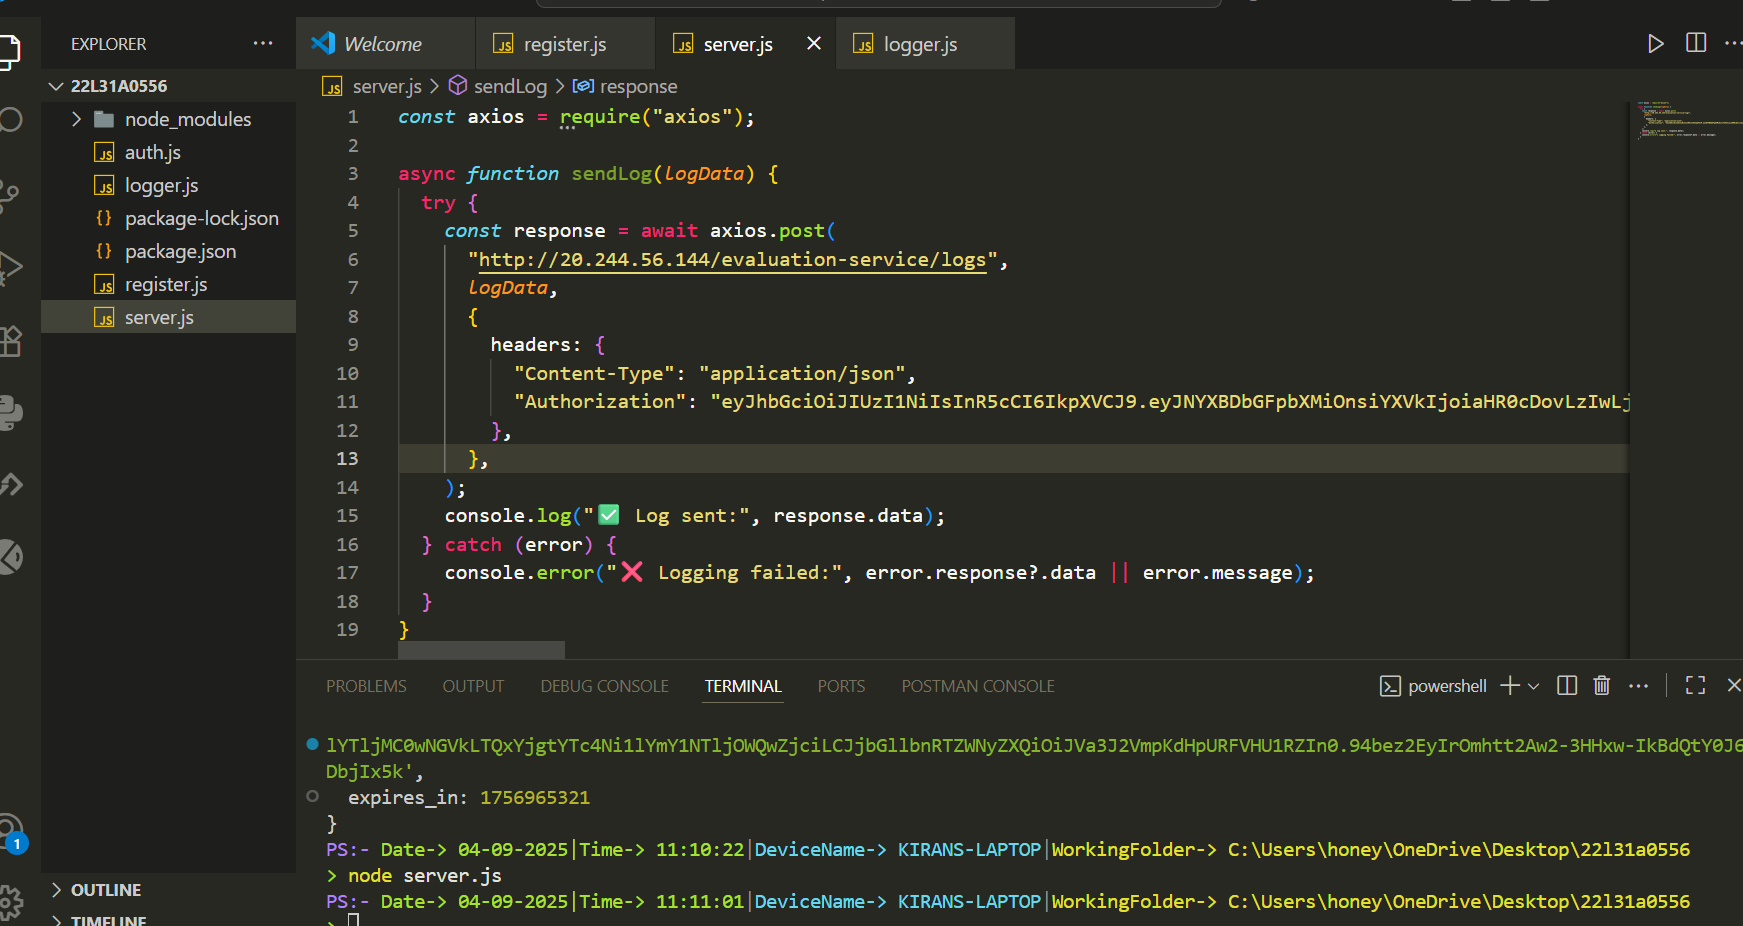 EXPLORER
22L31A0556
node_modules
auth.js
logger.js
package-lock.json
package.json
register.js
server.js
OUTLINE
TIMELINE
1
Welcome
register.js
server.js
logger.js
server.js > sendLog > response
1 const axios = require("axios");
2
3 async function sendLog(logData) {
4 try {
5 const response = await axios.post(
6 "http://20.244.56.144/evaluation-service/logs",
7 logData,
8 {
9 headers: {
10 "Content-Type": "application/json",
11 "Authorization": "eyJhbGciOiJIUzI1NiIsInR5cCI6IkpXVCJ9.eyJNYXBDbGFpbXMiOnsiYXVkIjoiaHR0cDovLzIwLj
12 },
13 },
14 );
15 console.log("✅ Log sent:", response.data);
16 } catch (error) {
17 console.error("❌ Logging failed:", error.response?.data || error.message);
18 }
19 }
PROBLEMS OUTPUT DEBUG CONSOLE TERMINAL PORTS POSTMAN CONSOLE
powershell
lYTljMC0wNGVkLTQxYjgtYTc4Ni1lYmY1NTljOWQwZjciLCJjbGllbnRTZWNyZXQiOiJVa3J2VmpKdHpURFVHU1RZIn0.94bez2EyIrOmhtt2Aw2-3HHxw-IkBdQtY0J6
DbjIx5k',
expires_in: 1756965321
}
PS:- Date-> 04-09-2025|Time-> 11:10:22|DeviceName-> KIRANS-LAPTOP|WorkingFolder-> C:\Users\honey\OneDrive\Desktop\22l31a0556
> node server.js
PS:- Date-> 04-09-2025|Time-> 11:11:01|DeviceName-> KIRANS-LAPTOP|WorkingFolder-> C:\Users\honey\OneDrive\Desktop\22l31a0556
>